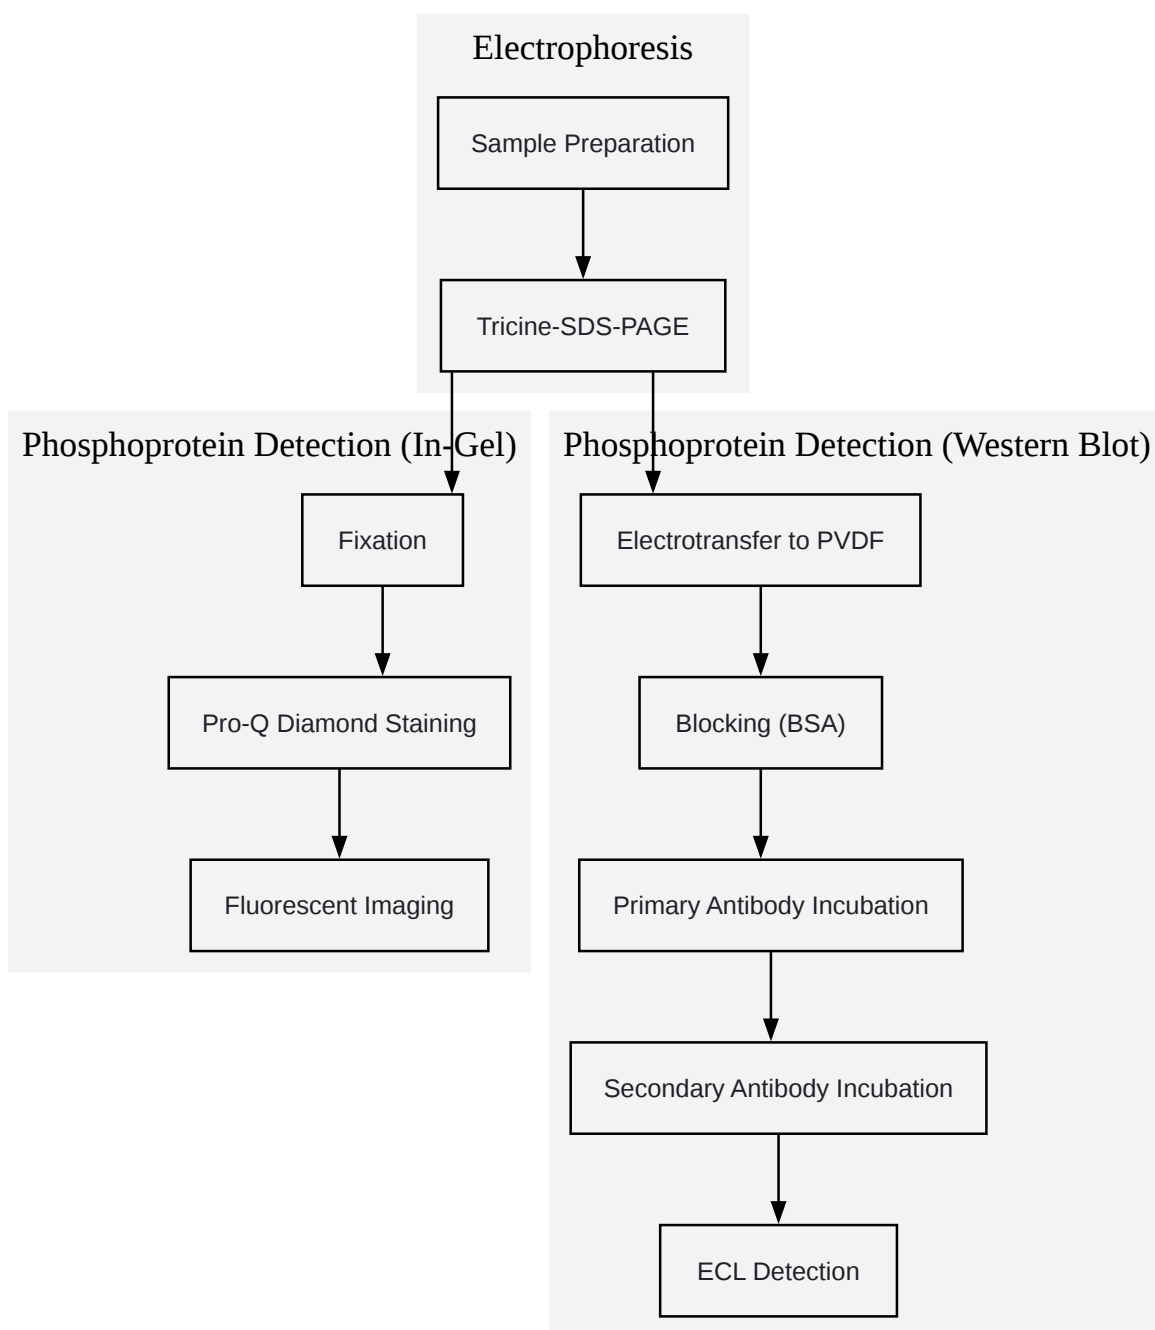 Electrophoresis
Sample Preparation
Tricine-SDS-PAGE
Phosphoprotein Detection (In-Gel)
Fixation
Pro-Q Diamond Staining
Fluorescent Imaging
Phosphoprotein Detection (Western Blot)
Electrotransfer to PVDF
Blocking (BSA)
Primary Antibody Incubation
Secondary Antibody Incubation
ECL Detection